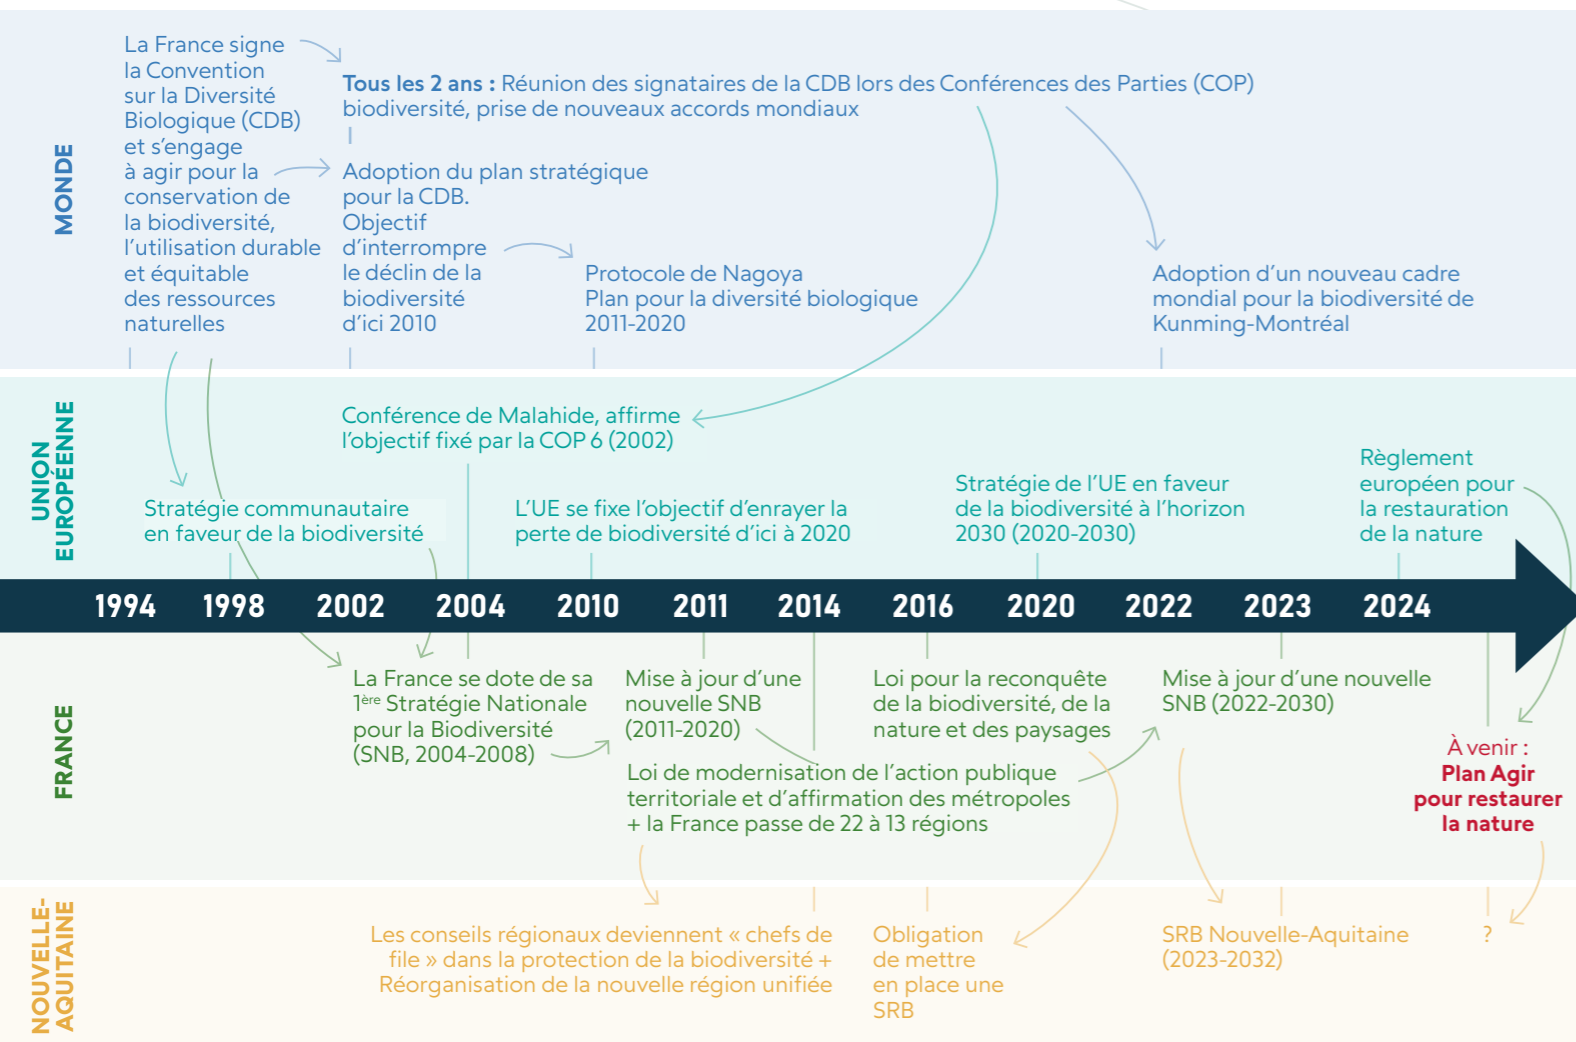 MONDE
La France signe
la Convention
sur la Diversité
Biologique (CDB)
et s’engage
à agir pour la
conservation de
la biodiversité,
l’utilisation durable
et équitable
des ressources
naturelles
Tous les 2 ans : Réunion des signataires de la CDB lors des Conférences des Parties (COP)
biodiversité, prise de nouveaux accords mondiaux
Adoption du plan stratégique
pour la CDB.
Objectif
d’interrompre
le déclin de la
biodiversité
d’ici 2010
Protocole de Nagoya
Plan pour la diversité biologique
2011-2020
Adoption d’un nouveau cadre
mondial pour la biodiversité de
Kunming-Montréal
UNION
EUROPÉENNE
Stratégie communautaire
en faveur de la biodiversité
Conférence de Malahide, affirme
l’objectif fixé par la COP 6 (2002)
L’UE se fixe l’objectif d’enrayer la
perte de biodiversité d’ici à 2020
Stratégie de l’UE en faveur
de la biodiversité à l’horizon
2030 (2020-2030)
Règlement
européen pour
la restauration
de la nature
1994 1998 2002 2004 2010 2011 2014 2016 2020 2022 2023 2024
FRANCE
La France se dote de sa
1ère Stratégie Nationale
pour la Biodiversité
(SNB, 2004-2008)
Mise à jour d’une
nouvelle SNB
(2011-2020)
Loi de modernisation de l’action publique
territoriale et d’affirmation des métropoles
+ la France passe de 22 à 13 régions
Loi pour la reconquête
de la biodiversité, de la
nature et des paysages
Mise à jour d’une nouvelle
SNB (2022-2030)
À venir :
Plan Agir
pour restaurer
la nature
NOUVELLE-
AQUITAINE
Les conseils régionaux deviennent « chefs de
file » dans la protection de la biodiversité +
Réorganisation de la nouvelle région unifiée
Obligation
de mettre
en place une
SRB
SRB Nouvelle-Aquitaine
(2023-2032)
?